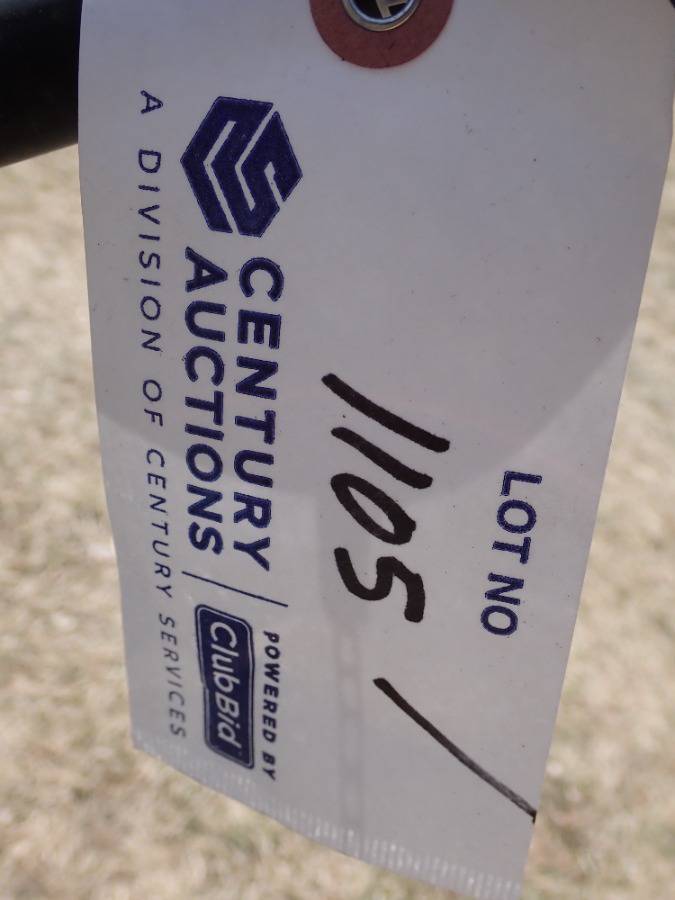 LOT NO
1105 /
CENTURY
AUCTIONS
POWERED BY
ClubBid
A DIVISION OF CENTURY SERVICES